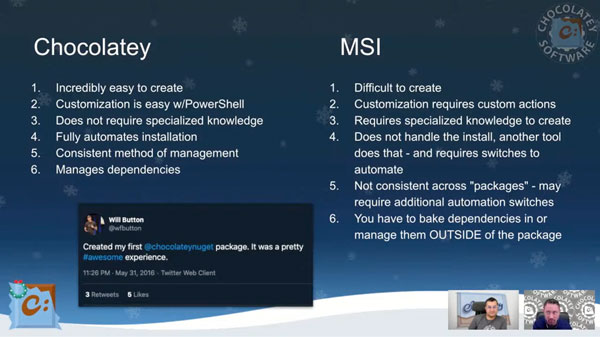 CHOCOLATEY
SOFTWARE
Chocolatey
1. Incredibly easy to create
2. Customization is easy w/PowerShell
3. Does not require specialized knowledge
4. Fully automates installation
5. Consistent method of management
6. Manages dependencies
MSI
1. Difficult to create
2. Customization requires custom actions
3. Requires specialized knowledge to create
4. Does not handle the install, another tool
does that - and requires switches to
automate
5. Not consistent across "packages" - may
require additional automation switches
6. You have to bake dependencies in or
manage them OUTSIDE of the package
Will Button
@wfbutton
Created my first @chocolateynuget package. It was a pretty
#awesome experience.
11:26 PM · May 31, 2016 · Twitter Web Client
3 Retweets 5 Likes